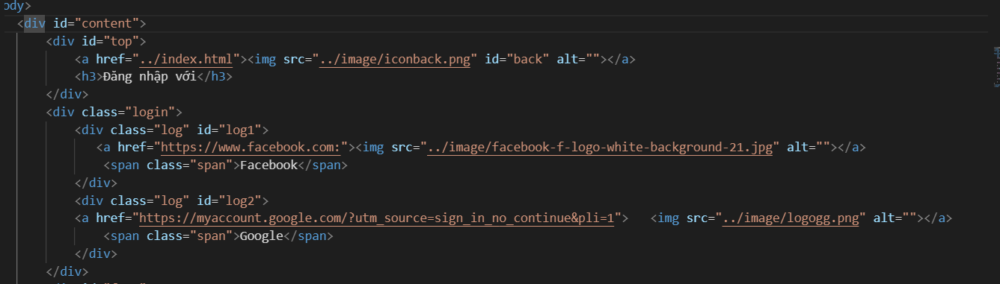 ody>
<div id="content">
<div id="top">
<a href="../index.html"><img src="../image/iconback.png" id="back" alt=""></a>
<h3>Đăng nhập với</h3>
</div>
<div class="login">
<div class="log" id="log1">
<a href="https://www.facebook.com:"><img src="../image/facebook-f-logo-white-background-21.jpg" alt=""></a>
<span class="span">Facebook</span>
</div>
<div class="log" id="log2">
<a href="https://myaccount.google.com/?utm_source=sign_in_no_continue&pli=1">   <img src="../image/logogg.png" alt=""></a>
<span class="span">Google</span>
</div>
</div>